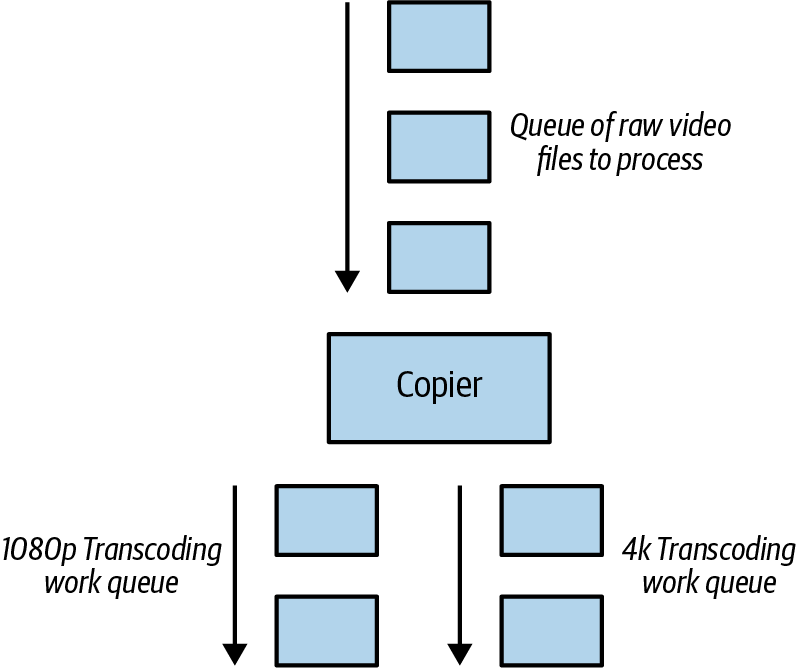 Queue of raw video
files to process
Copier
1080p Transcoding
work queue
4k Transcoding
work queue